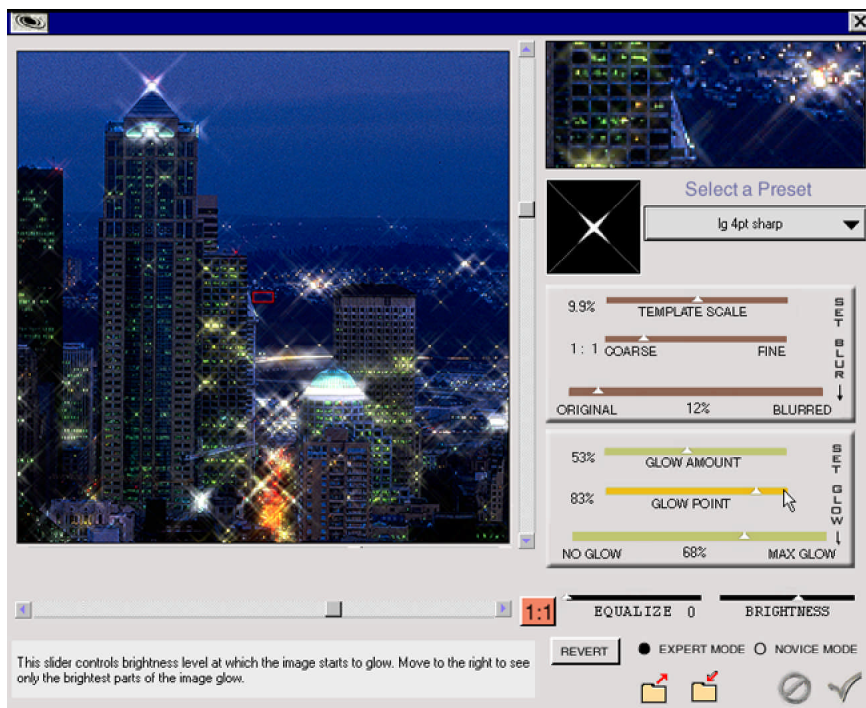 Select a Preset
lg 4pt sharp
9.9%
TEMPLATE SCALE
1 : 1 COARSE FINE
ORIGINAL 12% BLURRED
SET BLUR
53%
GLOW AMOUNT
83%
GLOW POINT
NO GLOW 68% MAX GLOW
SET GLOW
1:1
EQUALIZE 0 BRIGHTNESS
REVERT EXPERT MODE NOVICE MODE
This slider controls brightness level at which the image starts to glow. Move to the right to see
only the brightest parts of the image glow.